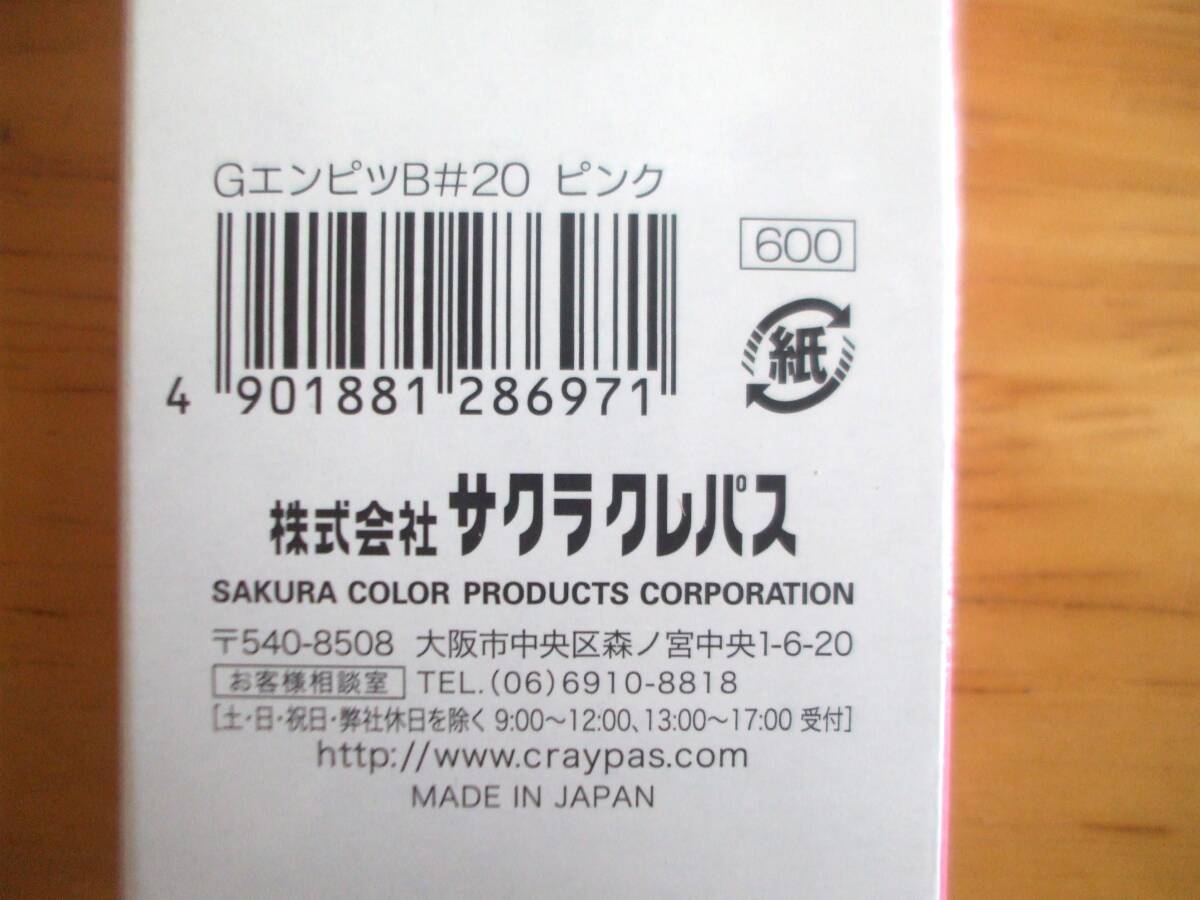 GエンピツB#20 ピンク
600
紙
4 901881 286971
株式会社サクラクレパス
SAKURA COLOR PRODUCTS CORPORATION
〒540-8508 大阪市中央区森ノ宮中央1-6-20
お客様相談室 TEL.(06)6910-8818
[土・日・祝日・弊社休日を除く 9:00～12:00、13:00～17:00 受付]
http://www.craypas.com
MADE IN JAPAN